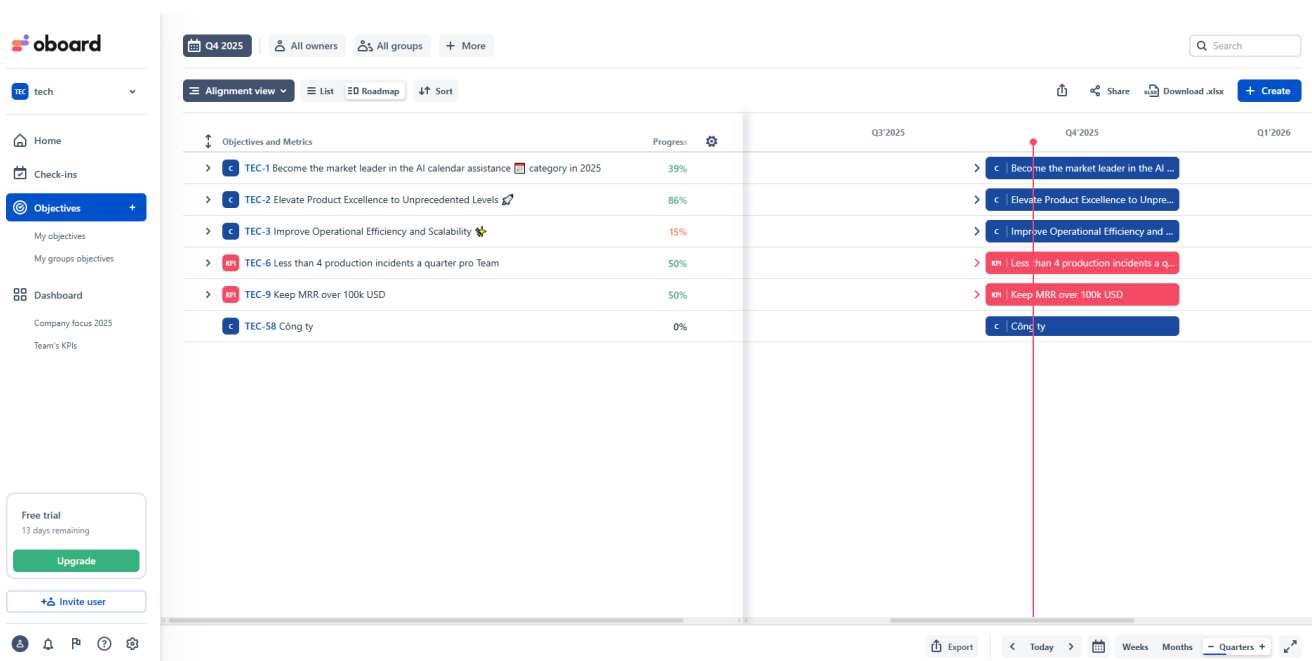 oboard
TEC tech
Home
Check-ins
Objectives +
My objectives
My groups objectives
Dashboard
Company focus 2025
Team's KPIs
Free trial
13 days remaining
Upgrade
Invite user
Q4 2025 All owners All groups + More Search
Alignment view List Roadmap Sort Share XLSX Download .xlsx + Create
Objectives and Metrics Progress Q3'2025 Q4'2025 Q1'2026
C TEC-1 Become the market leader in the AI calendar assistance category in 2025 39% C Become the market leader in the AI ...
C TEC-2 Elevate Product Excellence to Unprecedented Levels 🚀 86% C Elevate Product Excellence to Unpre...
C TEC-3 Improve Operational Efficiency and Scalability 15% C Improve Operational Efficiency and ...
KPI TEC-6 Less than 4 production incidents a quarter pro Team 50% KPI Less than 4 production incidents a q...
KPI TEC-9 Keep MRR over 100k USD 50% KPI Keep MRR over 100k USD
C TEC-58 Công ty 0% C Công ty
Export Today Weeks Months − Quarters +